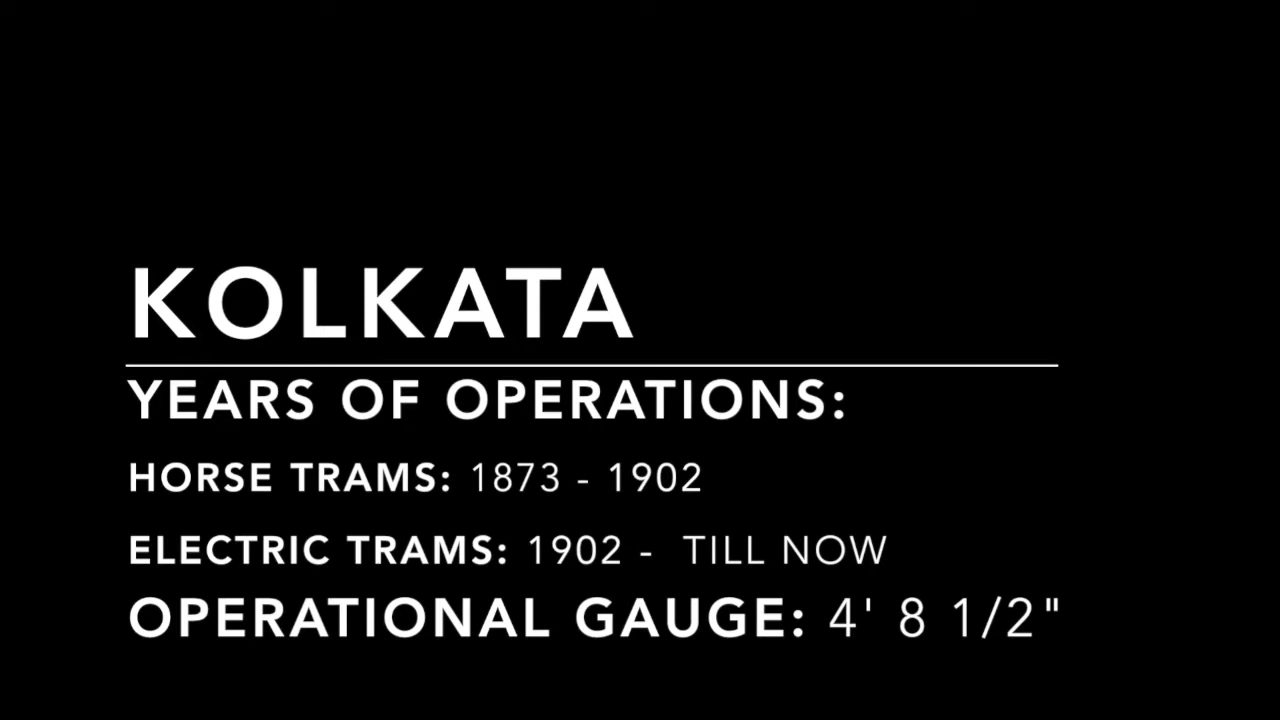 KOLKATA
YEARS OF OPERATIONS:
HORSE TRAMS: 1873 - 1902
ELECTRIC TRAMS: 1902 - TILL NOW
OPERATIONAL GAUGE: 4' 8 1/2"